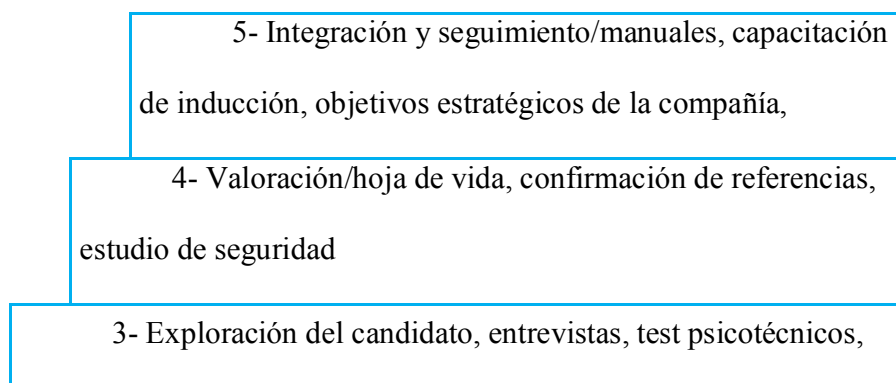 5- Integración y seguimiento/manuales, capacitación
de inducción, objetivos estratégicos de la compañía,
4- Valoración/hoja de vida, confirmación de referencias,
estudio de seguridad
3- Exploración del candidato, entrevistas, test psicotécnicos,